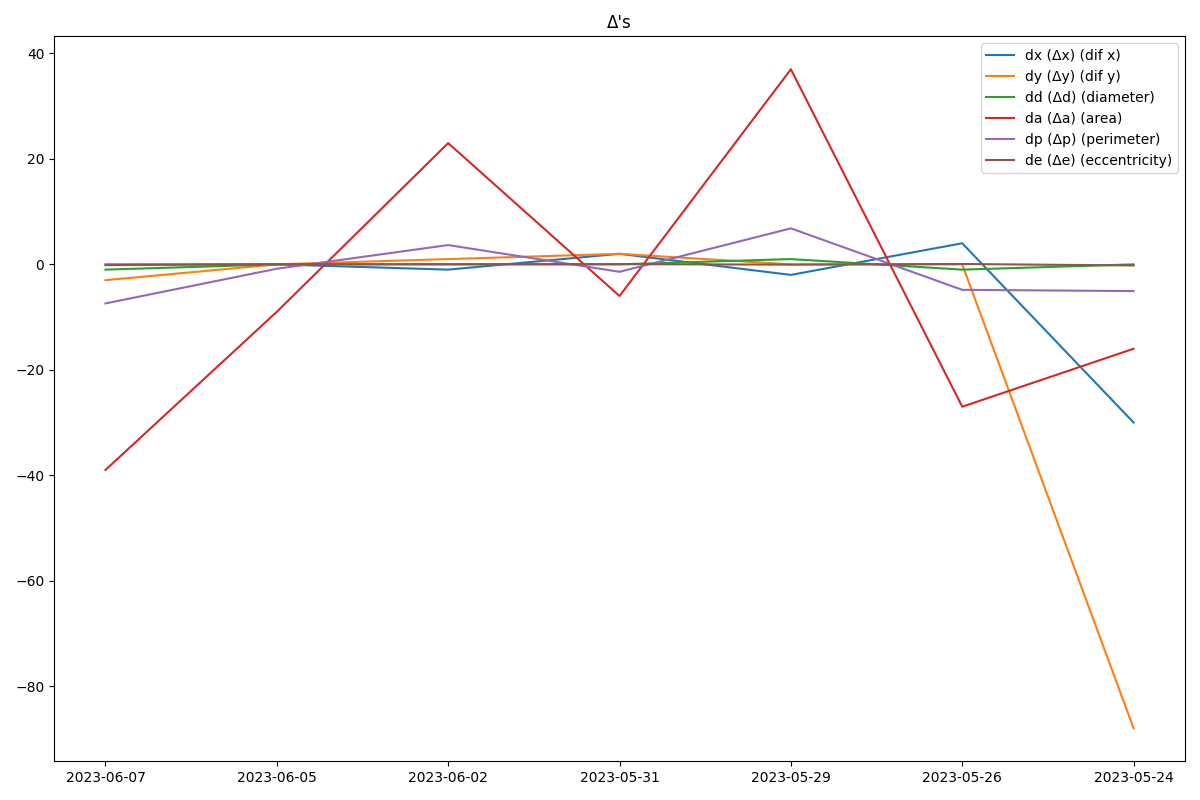 Δ's
40
20
0
−20
−40
−60
−80
dx (Δx) (dif x)
dy (Δy) (dif y)
dd (Δd) (diameter)
da (Δa) (area)
dp (Δp) (perimeter)
de (Δe) (eccentricity)
2023-06-07 2023-06-05 2023-06-02 2023-05-31 2023-05-29 2023-05-26 2023-05-24